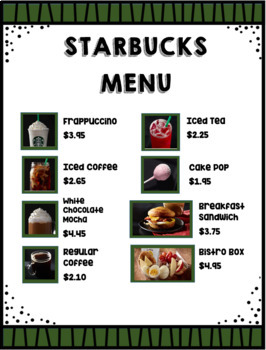 STARBUCKS
MENU
Frappuccino
$3.95
Iced Tea
$2.25
Iced Coffee
$2.65
Cake Pop
$1.95
White
Chocolate
Mocha
$4.45
Breakfast
Sandwich
$3.75
Regular
Coffee
$2.10
Bistro Box
$4.95